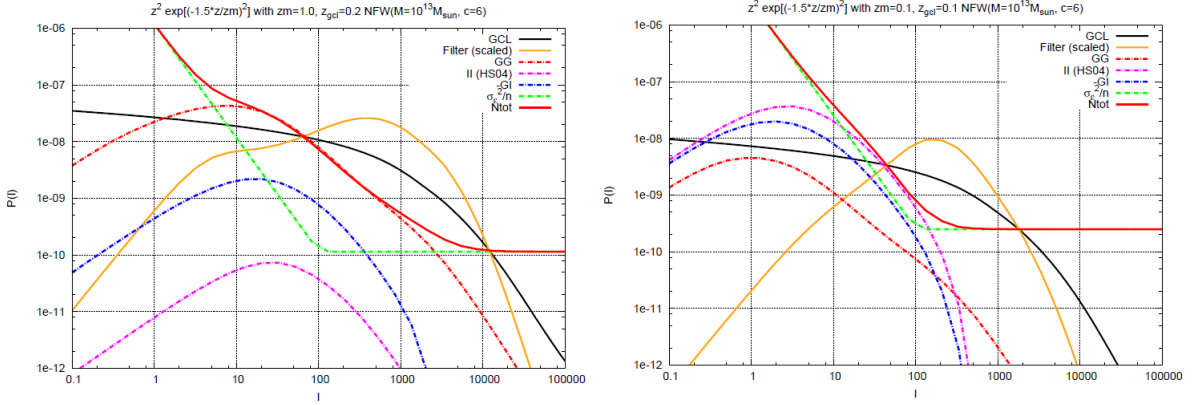 z² exp[(-1.5*z/zm)²] with zm=1.0, z_gcl=0.2 NFW(M=10¹³M_sun, c=6)
1e-06
1e-07
1e-08
1e-09
1e-10
1e-11
1e-12
P(l)
GCL
Filter (scaled)
GG
II (HS04)
-GI
σ_ε²/n
Ntot
0.1 1 10 100 1000 10000 100000
l
z² exp[(-1.5*z/zm)²] with zm=0.1, z_gcl=0.1 NFW(M=10¹³M_sun, c=6)
1e-06
1e-07
1e-08
1e-09
1e-10
1e-11
1e-12
P(l)
GCL
Filter (scaled)
GG
II (HS04)
-GI
σ_ε²/n
Ntot
0.1 1 10 100 1000 10000 100000
l